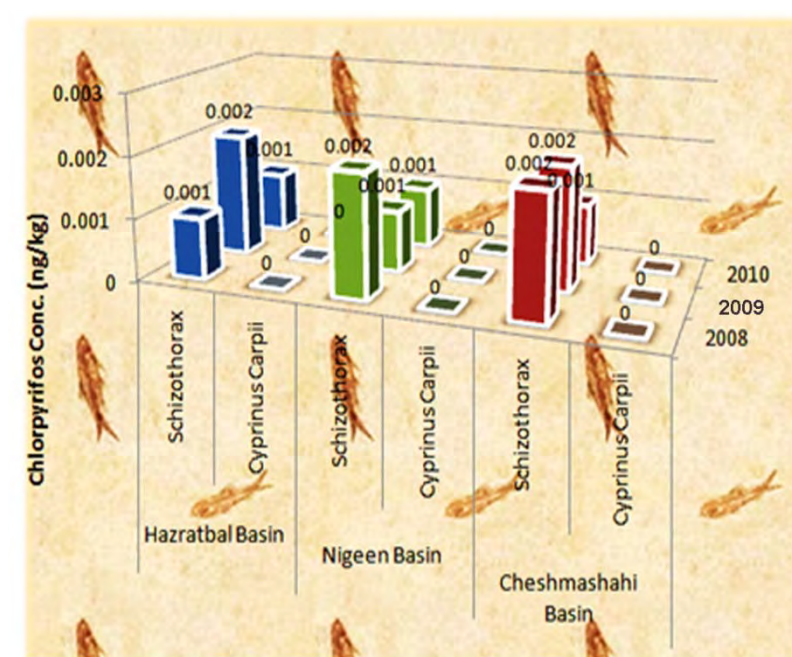 Chlorpyrifos Conc. (ng/kg)
0.003
0.002
0.001
0
0.001
0.002
0.001
0
0
0
0.002
0.001
0.001
0
0
0
0.002
0.002
0.001
0
0
0
2010
2009
2008
Schizothorax
Cyprinus Carpii
Schizothorax
Cyprinus Carpii
Schizothorax
Cyprinus Carpii
Hazratbal Basin
Nigeen Basin
Cheshmashahi
Basin